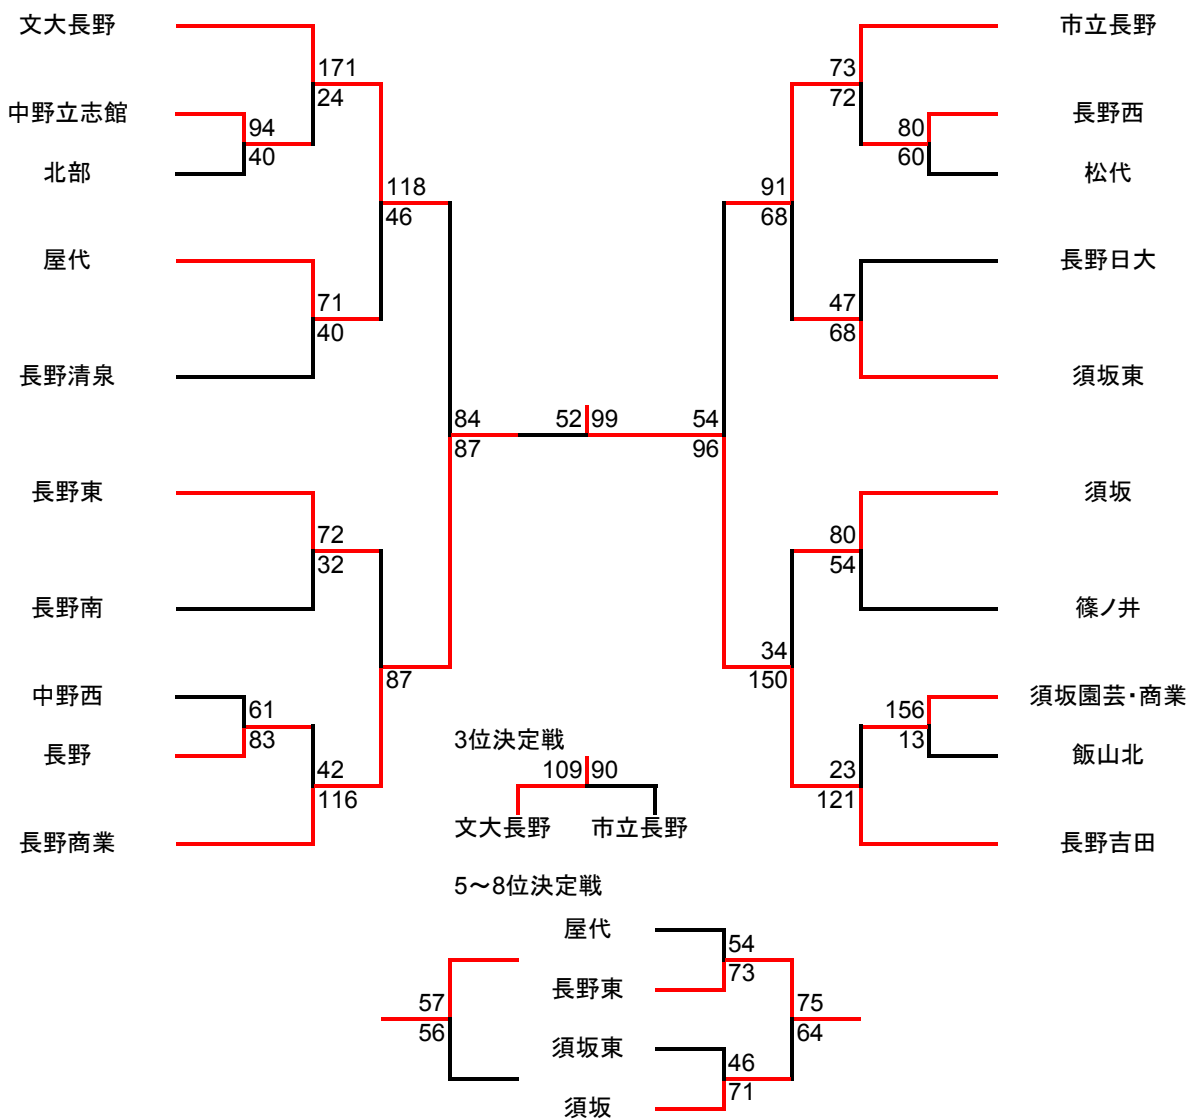 文大長野
市立長野
171
24
73
72
中野立志館
長野西
94
40
80
60
北部
松代
118
46
91
68
屋代
長野日大
71
40
47
68
長野清泉
須坂東
84
87
52
99
54
96
長野東
須坂
72
32
80
54
長野南
篠ノ井
87
34
150
中野西
須坂園芸・商業
61
83
156
13
長野
飯山北
42
116
23
121
長野商業
長野吉田
3位決定戦
109
90
文大長野
市立長野
5～8位決定戦
屋代
54
73
長野東
57
56
75
64
須坂東
46
71
須坂